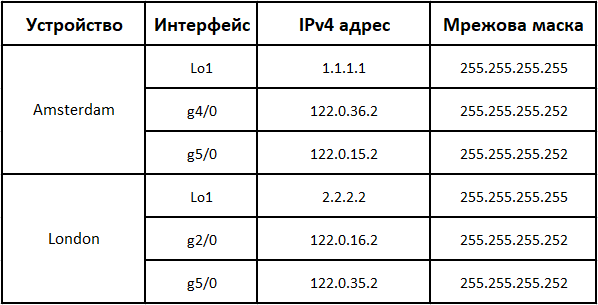 Устройство Интерфейс IPv4 адрес Мрежова маска
Amsterdam
Lo1 1.1.1.1 255.255.255.255
g4/0 122.0.36.2 255.255.255.252
g5/0 122.0.15.2 255.255.255.252
London
Lo1 2.2.2.2 255.255.255.255
g2/0 122.0.16.2 255.255.255.252
g5/0 122.0.35.2 255.255.255.252